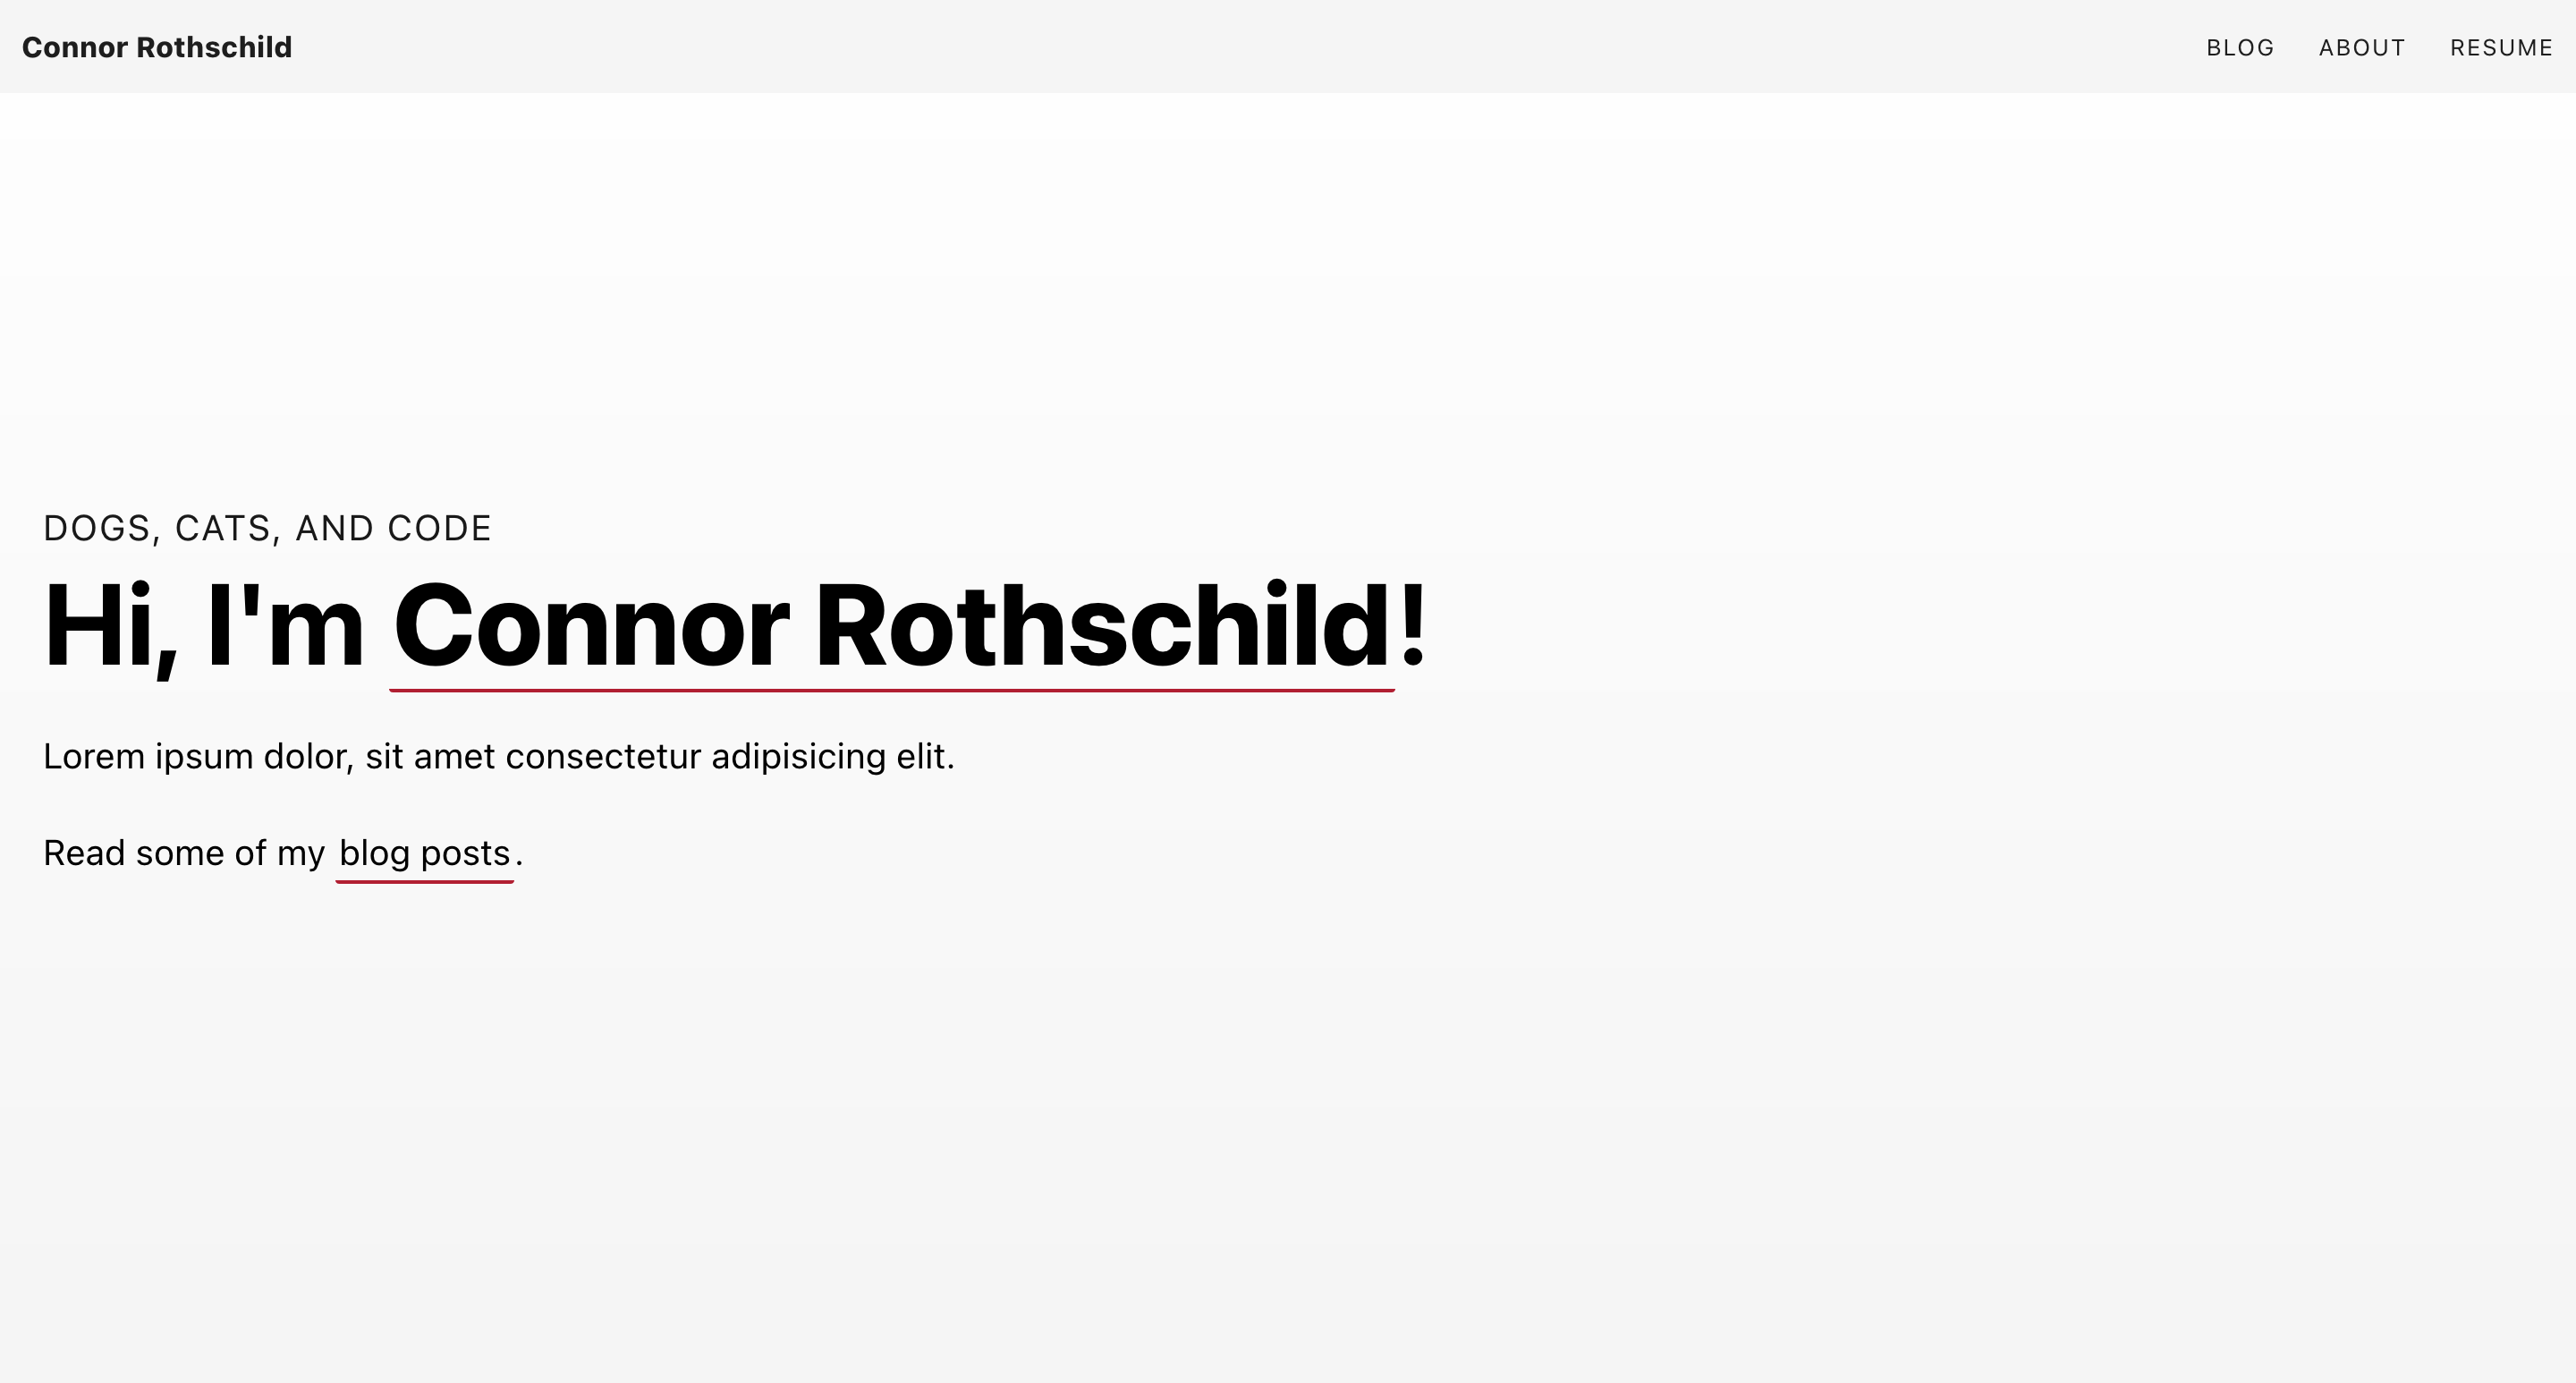 Connor Rothschild
BLOG ABOUT RESUME
DOGS, CATS, AND CODE
Hi, I'm Connor Rothschild!
Lorem ipsum dolor, sit amet consectetur adipisicing elit.
Read some of my blog posts.